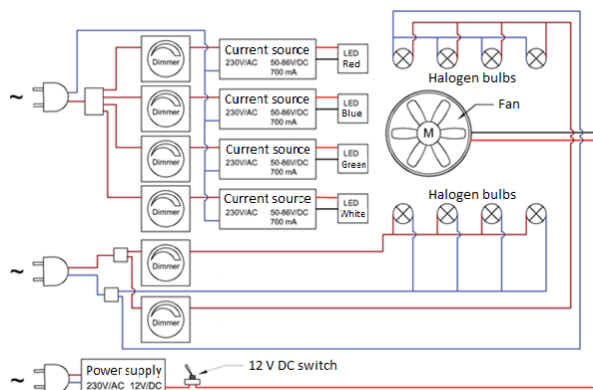 ~
Dimmer
Current source
230V/AC 50-86V/DC
700 mA
LED
Red
Halogen bulbs
Dimmer
Current source
230V/AC 50-86V/DC
700 mA
LED
Blue
Fan
M
Dimmer
Current source
230V/AC 50-86V/DC
700 mA
LED
Green
Dimmer
Current source
230V/AC 50-86V/DC
700 mA
LED
White
Halogen bulbs
~
Dimmer
Dimmer
~
Power supply
230V/AC 12V/DC
12 V DC switch